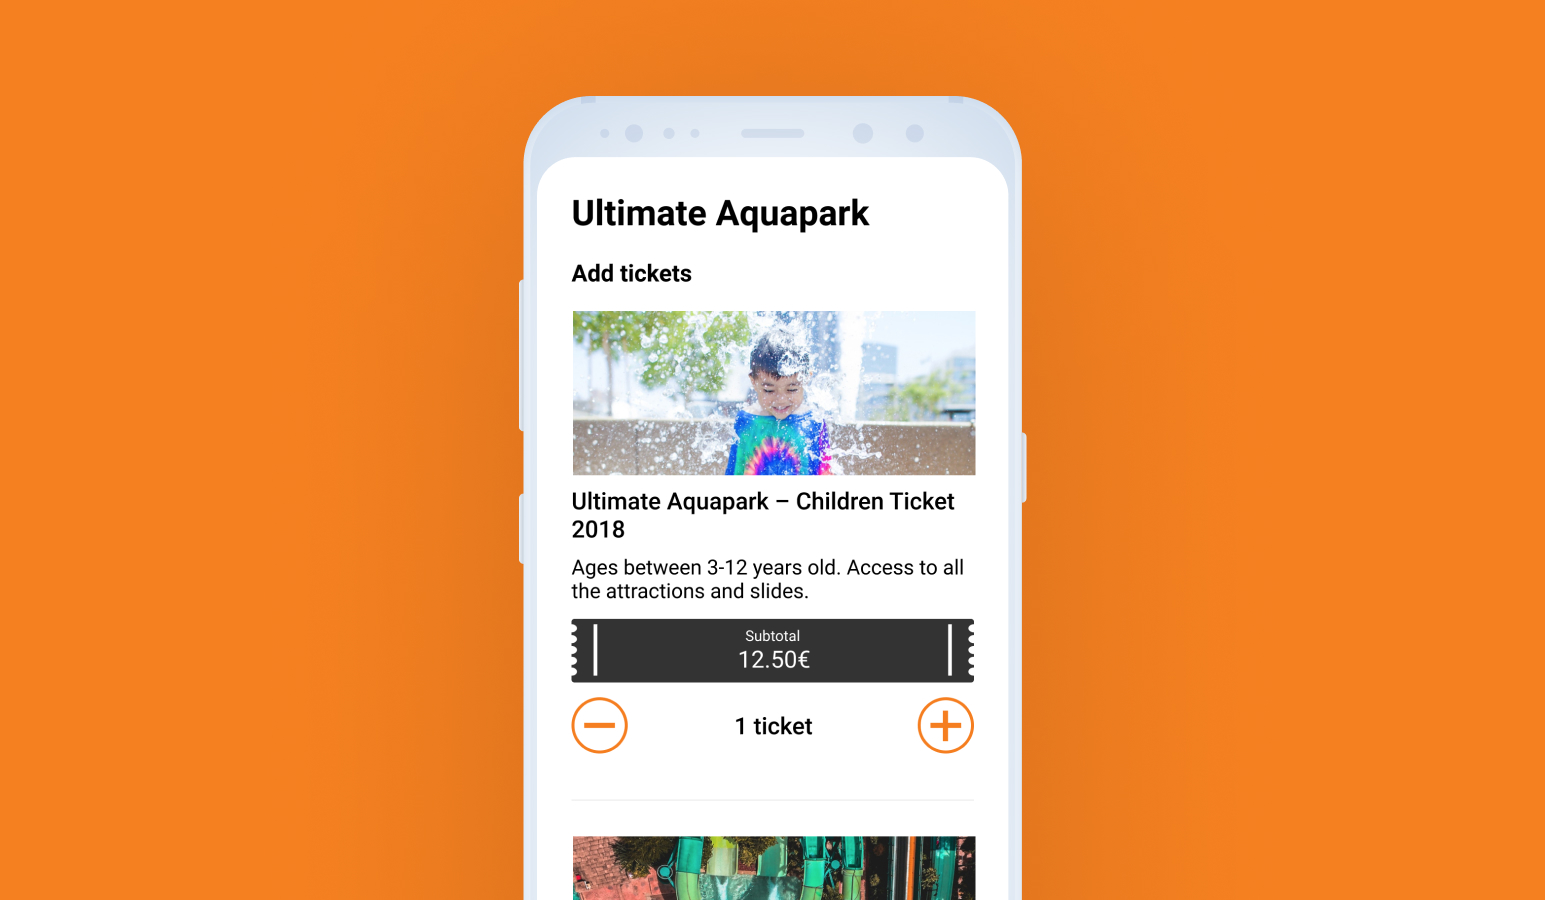 Ultimate Aquapark
Add tickets
Ultimate Aquapark – Children Ticket
2018
Ages between 3-12 years old. Access to all
the attractions and slides.
Subtotal
12.50€
1 ticket